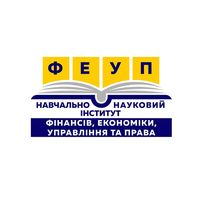 ФЕУП
НАВЧАЛЬНО НАУКОВИЙ
ІНСТИТУТ
ФІНАНСІВ, ЕКОНОМІКИ,
УПРАВЛІННЯ ТА ПРАВА